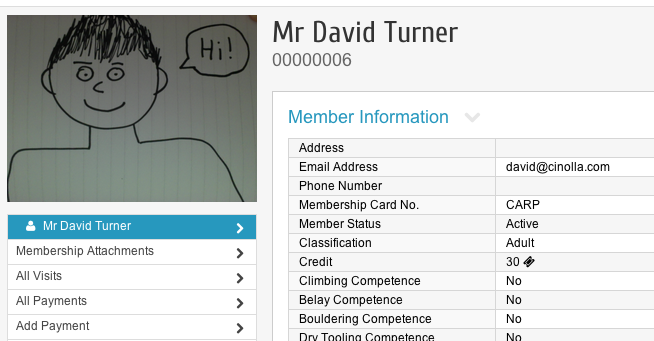 Hi!
Mr David Turner
00000006
Mr David Turner
Membership Attachments
All Visits
All Payments
Add Payment
Member Information
Address
Email Address david@cinolla.com
Phone Number
Membership Card No. CARP
Member Status Active
Classification Adult
Credit 30
Climbing Competence No
Belay Competence No
Bouldering Competence No
Dry Tooling Competence No